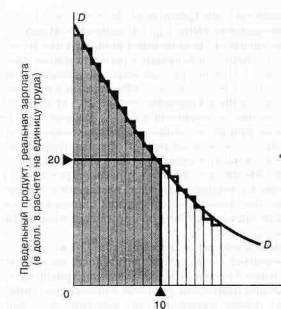 D
Предельный продукт, реальная зарплата
(в долл. в расчете на единицу труда)
20
D
0
10